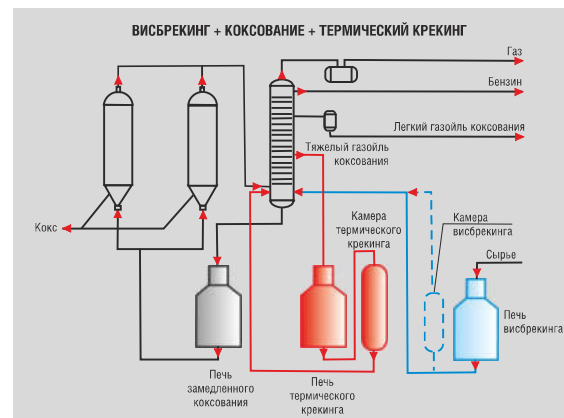 ВИСБРЕКИНГ + КОКСОВАНИЕ + ТЕРМИЧЕСКИЙ КРЕКИНГ
Газ
Бензин
Легкий газойль коксования
Тяжелый газойль
коксования
Кокс
Камера
термического
крекинга
Камера
висбрекинга
Сырье
Печь
висбрекинга
Печь
замедленного
коксования
Печь
термического
крекинга